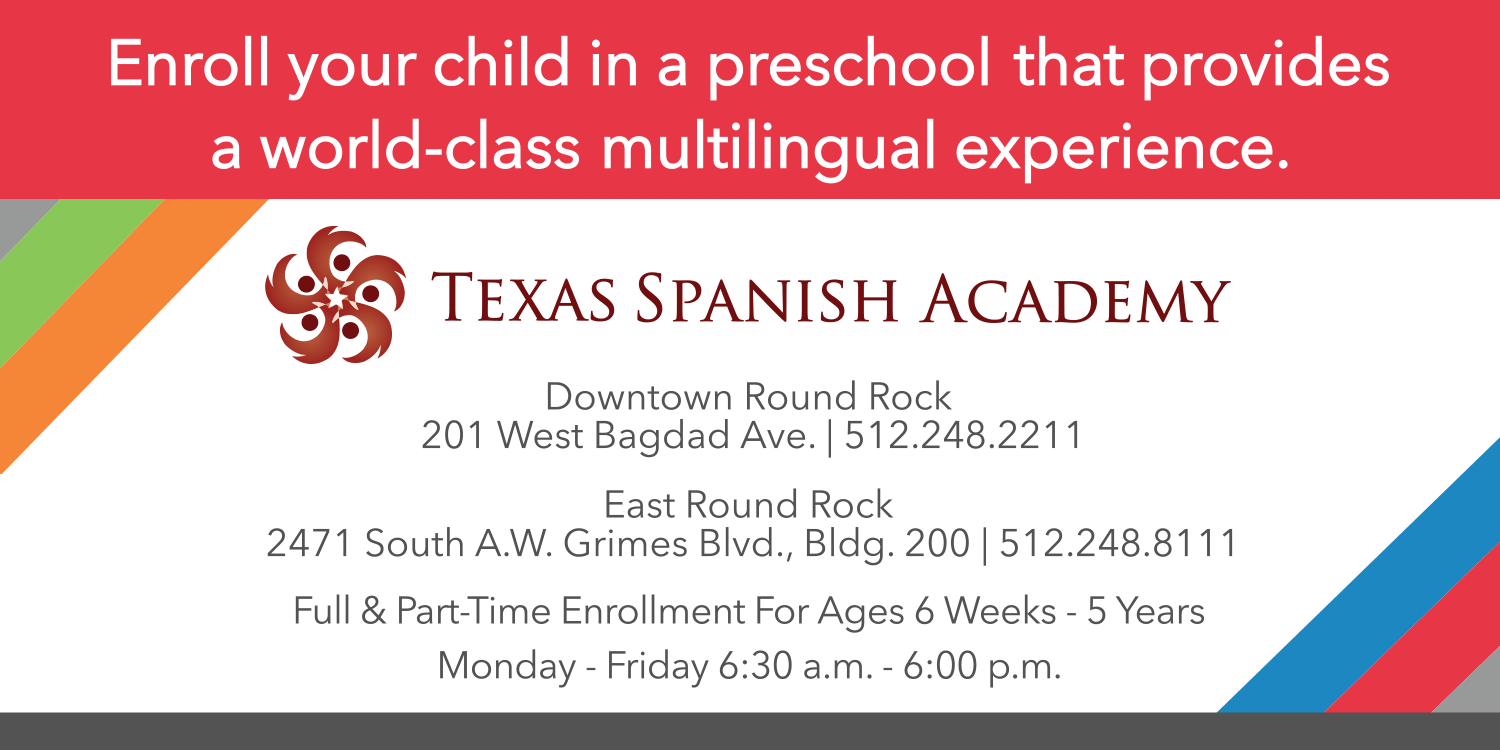 Enroll your child in a preschool that provides
a world-class multilingual experience.
TEXAS SPANISH ACADEMY
Downtown Round Rock
201 West Bagdad Ave. | 512.248.2211
East Round Rock
2471 South A.W. Grimes Blvd., Bldg. 200 | 512.248.8111
Full & Part-Time Enrollment For Ages 6 Weeks - 5 Years
Monday - Friday 6:30 a.m. - 6:00 p.m.